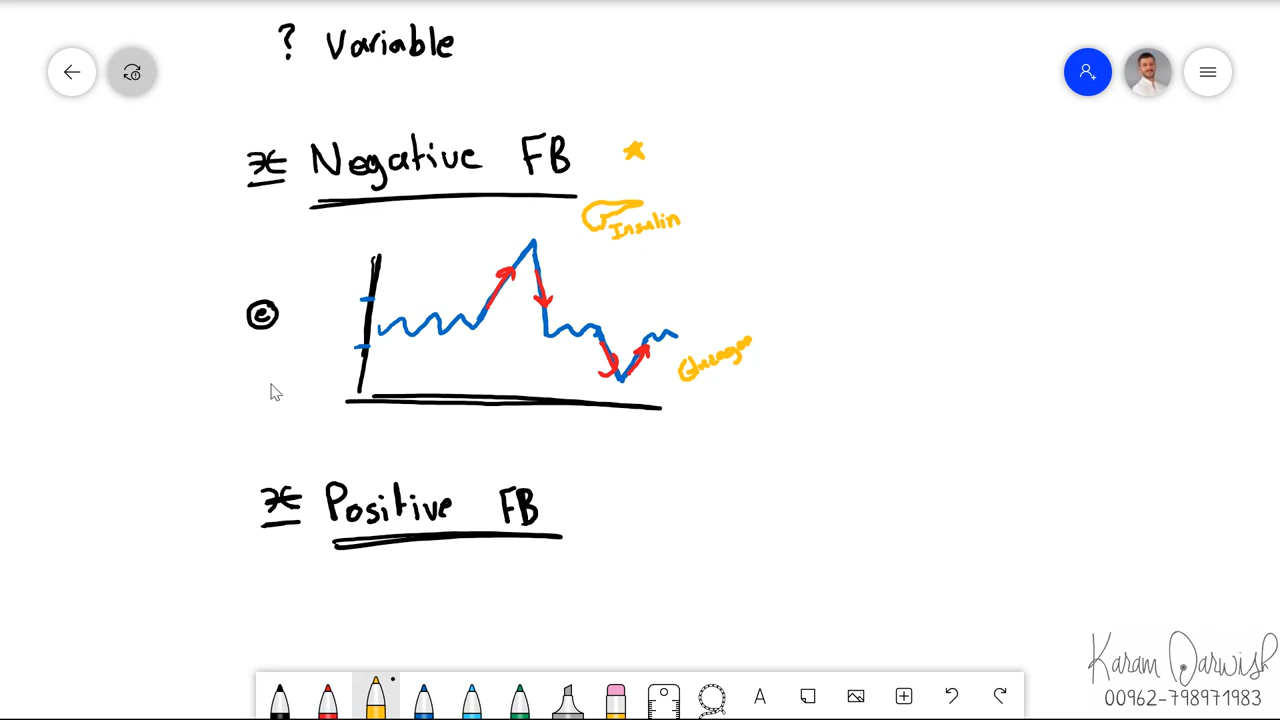 ? Variable
Negative FB
Insulin
e
Glucagon
Positive FB
A
Karam Darwish
00962-798971983